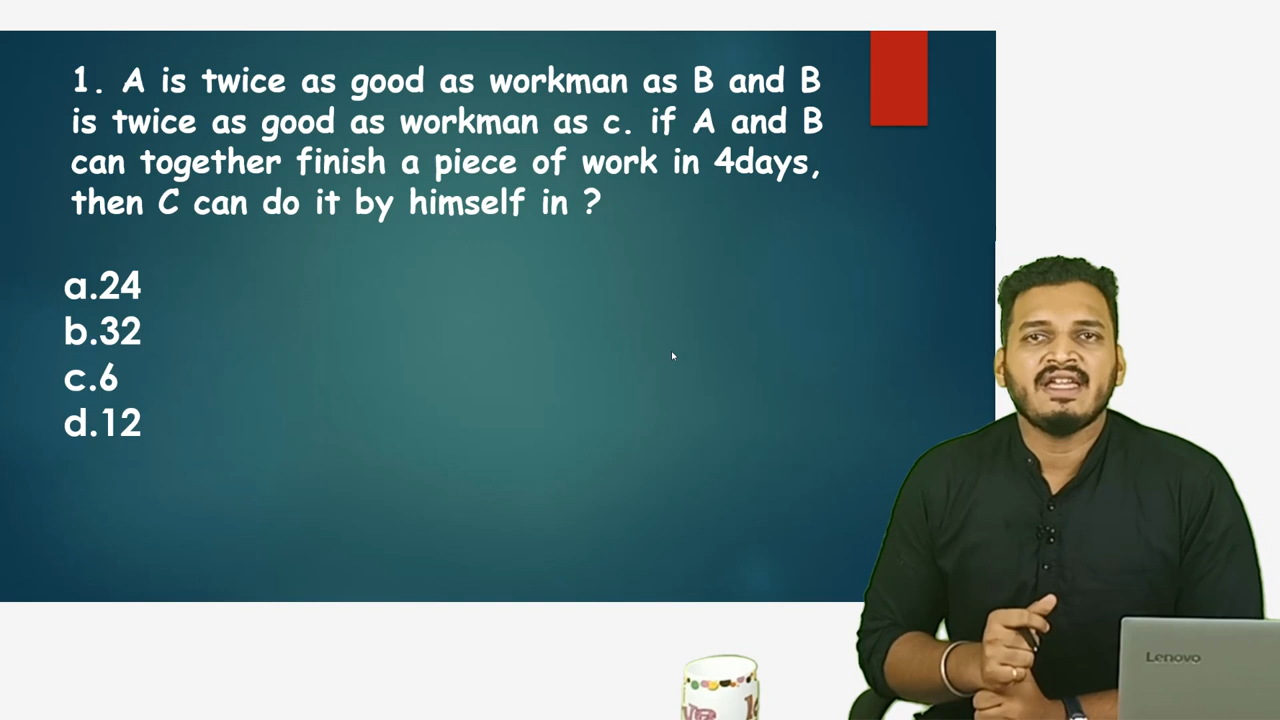 1. A is twice as good as workman as B and B
is twice as good as workman as c. if A and B
can together finish a piece of work in 4days,
then C can do it by himself in ?
a.24
b.32
c.6
d.12
Lenovo